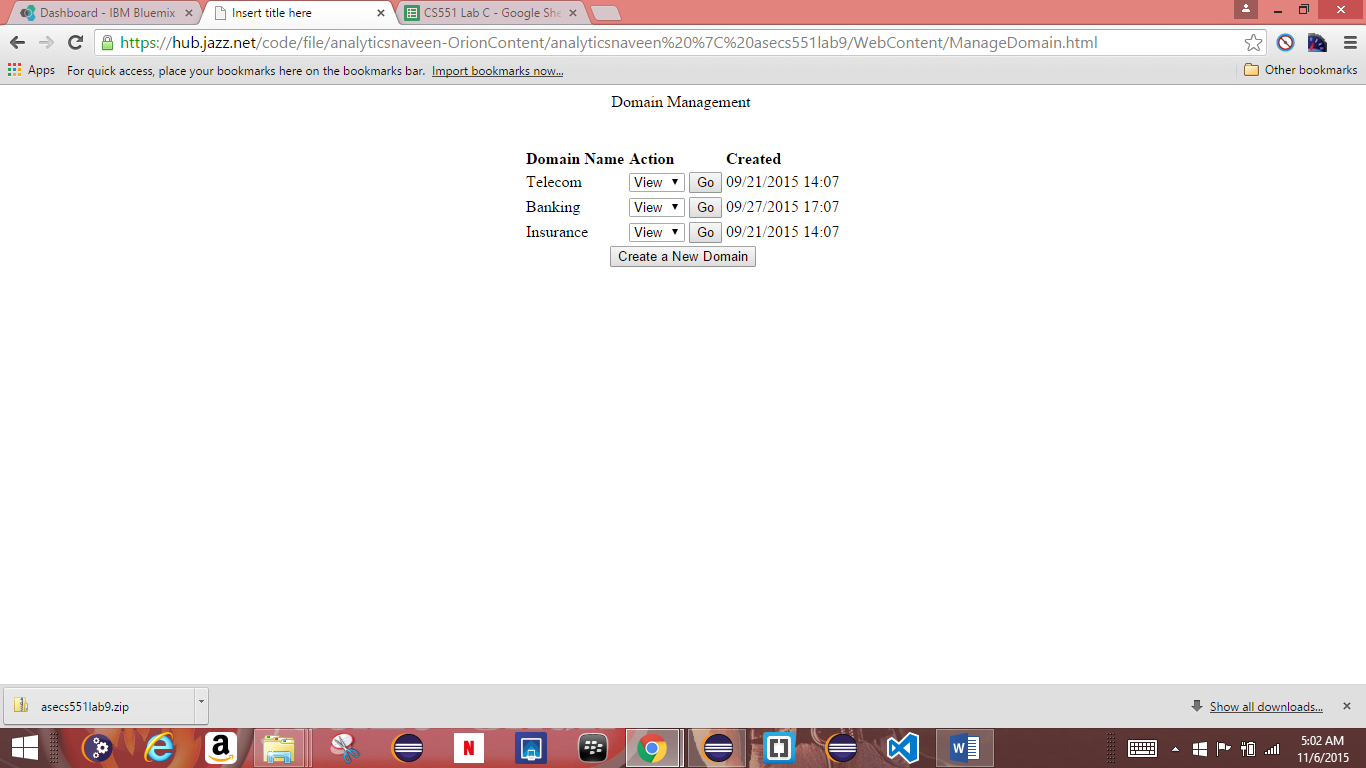 Dashboard - IBM Bluemix
Insert title here
CS551 Lab C - Google She
https://hub.jazz.net/code/file/analyticsnaveen-OrionContent/analyticsnaveen%20%7C%20asecs551lab9/WebContent/ManageDomain.html
Apps For quick access, place your bookmarks here on the bookmarks bar. Import bookmarks now... Other bookmarks
Domain Management
Domain Name Action Created
Telecom View Go 09/21/2015 14:07
Banking View Go 09/27/2015 17:07
Insurance View Go 09/21/2015 14:07
Create a New Domain
asecs551lab9.zip Show all downloads...
5:02 AM
11/6/2015